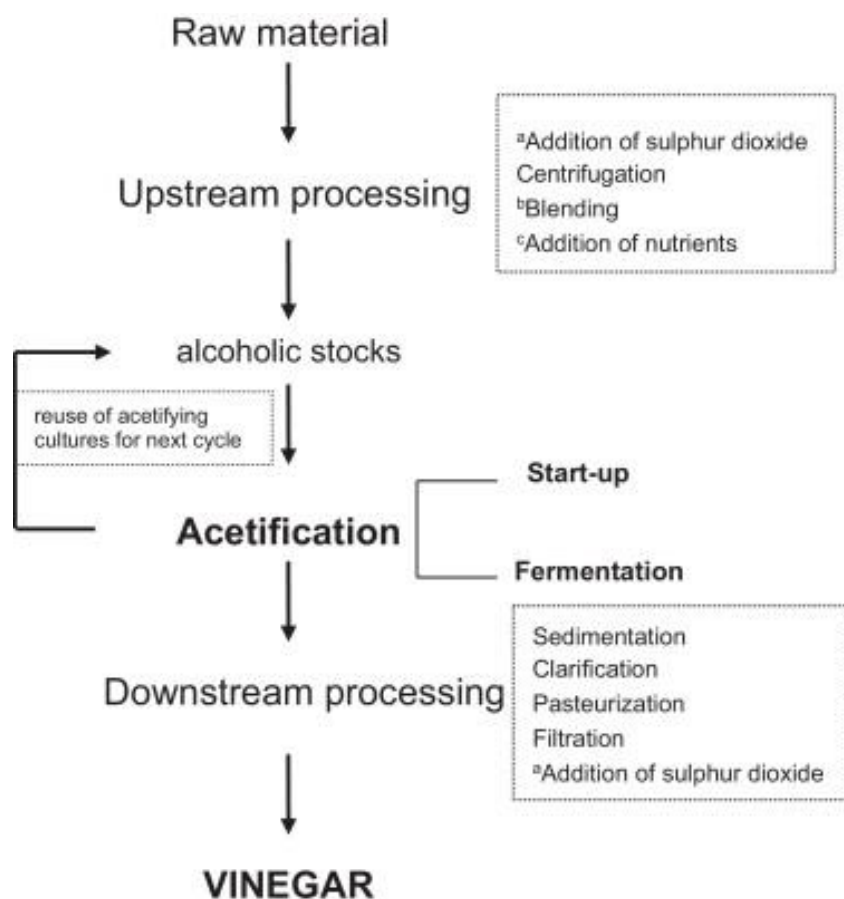 Raw material
Upstream processing
ᵃAddition of sulphur dioxide
Centrifugation
ᵇBlending
ᶜAddition of nutrients
alcoholic stocks
reuse of acetifying
cultures for next cycle
Acetification
Start-up
Fermentation
Downstream processing
Sedimentation
Clarification
Pasteurization
Filtration
ᵃAddition of sulphur dioxide
VINEGAR